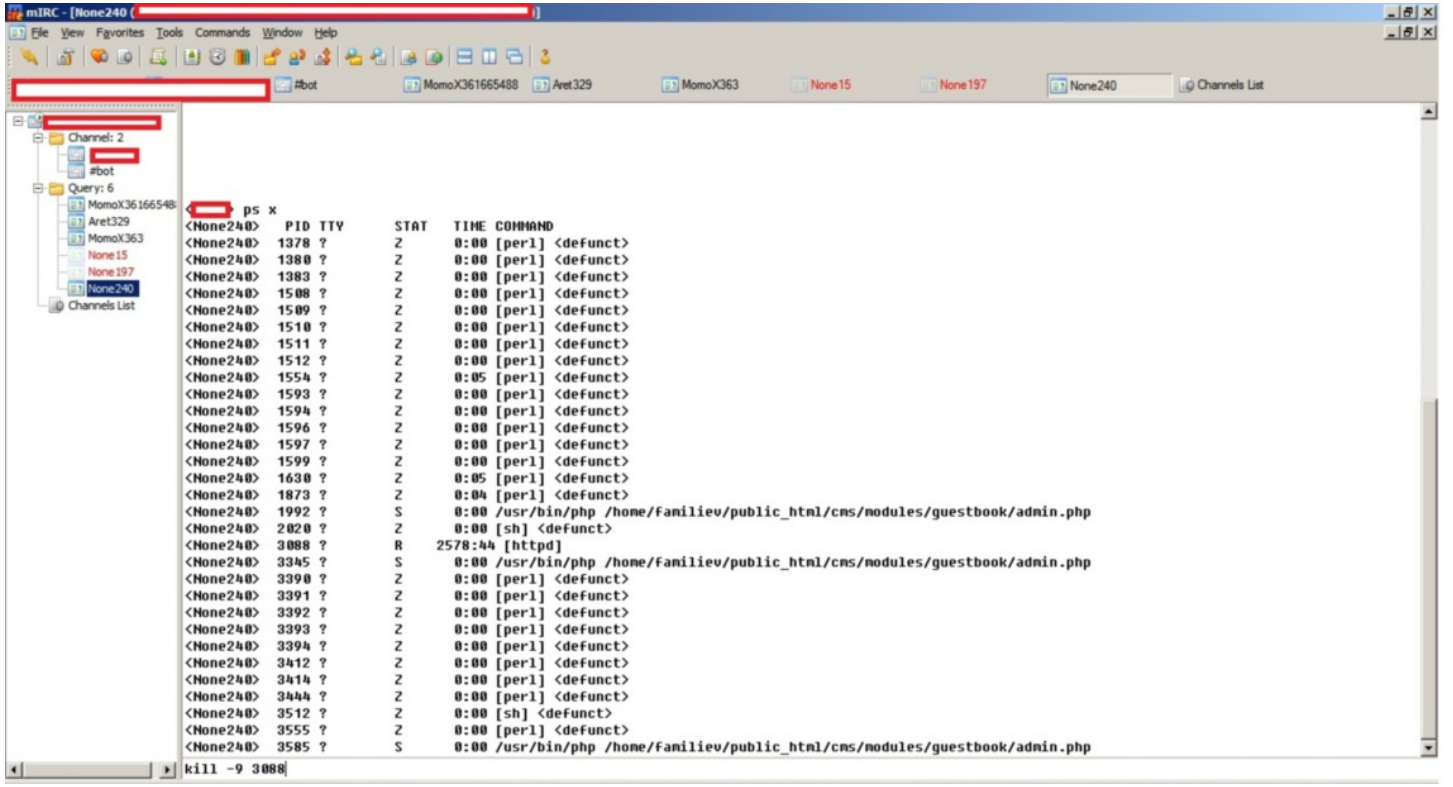 mIRC - [None240 ( )]
File View Favorites Tools Commands Window Help
#bot MomoX361665488 Aret329 MomoX363 None15 None197 None240 Channels List
Channel: 2
#bot
Query: 6
MomoX36166548
Aret329
MomoX363
None15
None197
None240
Channels List
< > ps x
<None240> PID TTY STAT TIME COMMAND
<None240> 1378 ? Z 0:00 [perl] <defunct>
<None240> 1380 ? Z 0:00 [perl] <defunct>
<None240> 1383 ? Z 0:00 [perl] <defunct>
<None240> 1508 ? Z 0:00 [perl] <defunct>
<None240> 1509 ? Z 0:00 [perl] <defunct>
<None240> 1510 ? Z 0:00 [perl] <defunct>
<None240> 1511 ? Z 0:00 [perl] <defunct>
<None240> 1512 ? Z 0:00 [perl] <defunct>
<None240> 1554 ? Z 0:05 [perl] <defunct>
<None240> 1593 ? Z 0:00 [perl] <defunct>
<None240> 1594 ? Z 0:00 [perl] <defunct>
<None240> 1596 ? Z 0:00 [perl] <defunct>
<None240> 1597 ? Z 0:00 [perl] <defunct>
<None240> 1599 ? Z 0:00 [perl] <defunct>
<None240> 1630 ? Z 0:05 [perl] <defunct>
<None240> 1873 ? Z 0:04 [perl] <defunct>
<None240> 1992 ? S 0:00 /usr/bin/php /home/familiev/public_html/cms/modules/guestbook/admin.php
<None240> 2020 ? Z 0:00 [sh] <defunct>
<None240> 3088 ? R 2578:44 [httpd]
<None240> 3345 ? S 0:00 /usr/bin/php /home/familiev/public_html/cms/modules/guestbook/admin.php
<None240> 3390 ? Z 0:00 [perl] <defunct>
<None240> 3391 ? Z 0:00 [perl] <defunct>
<None240> 3392 ? Z 0:00 [perl] <defunct>
<None240> 3393 ? Z 0:00 [perl] <defunct>
<None240> 3394 ? Z 0:00 [perl] <defunct>
<None240> 3412 ? Z 0:00 [perl] <defunct>
<None240> 3414 ? Z 0:00 [perl] <defunct>
<None240> 3444 ? Z 0:00 [perl] <defunct>
<None240> 3512 ? Z 0:00 [sh] <defunct>
<None240> 3555 ? Z 0:00 [perl] <defunct>
<None240> 3585 ? S 0:00 /usr/bin/php /home/familiev/public_html/cms/modules/guestbook/admin.php
kill -9 3088